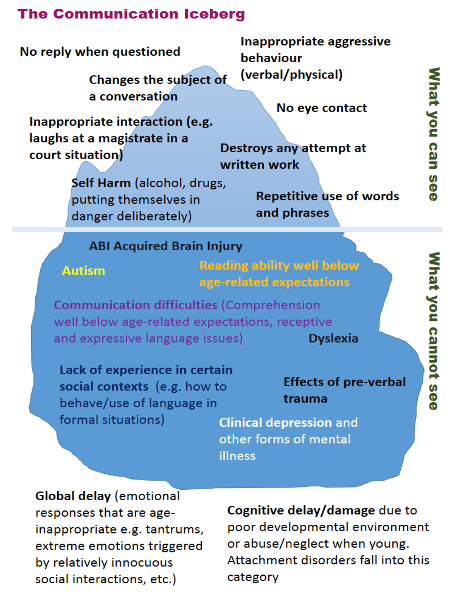 The Communication Iceberg
No reply when questioned
Inappropriate aggressive
behaviour
(verbal/physical)
Changes the subject of
a conversation
No eye contact
Inappropriate interaction (e.g.
laughs at a magistrate in a
court situation)
Destroys any attempt at
written work
Self Harm (alcohol, drugs,
putting themselves in
danger deliberately)
Repetitive use of words
and phrases
What you can see
ABI Acquired Brain Injury
Autism
Reading ability well below
age-related expectations
Communication difficulties (Comprehension
well below age-related expectations, receptive
and expressive language issues)
Dyslexia
Lack of experience in certain
social contexts (e.g. how to
behave/use of language in
formal situations)
Effects of pre-verbal
trauma
Clinical depression and
other forms of mental
illness
What you cannot see
Global delay (emotional
responses that are age-
inappropriate e.g. tantrums,
extreme emotions triggered
by relatively innocuous
social interactions, etc.)
Cognitive delay/damage due to
poor developmental environment
or abuse/neglect when young.
Attachment disorders fall into this
category